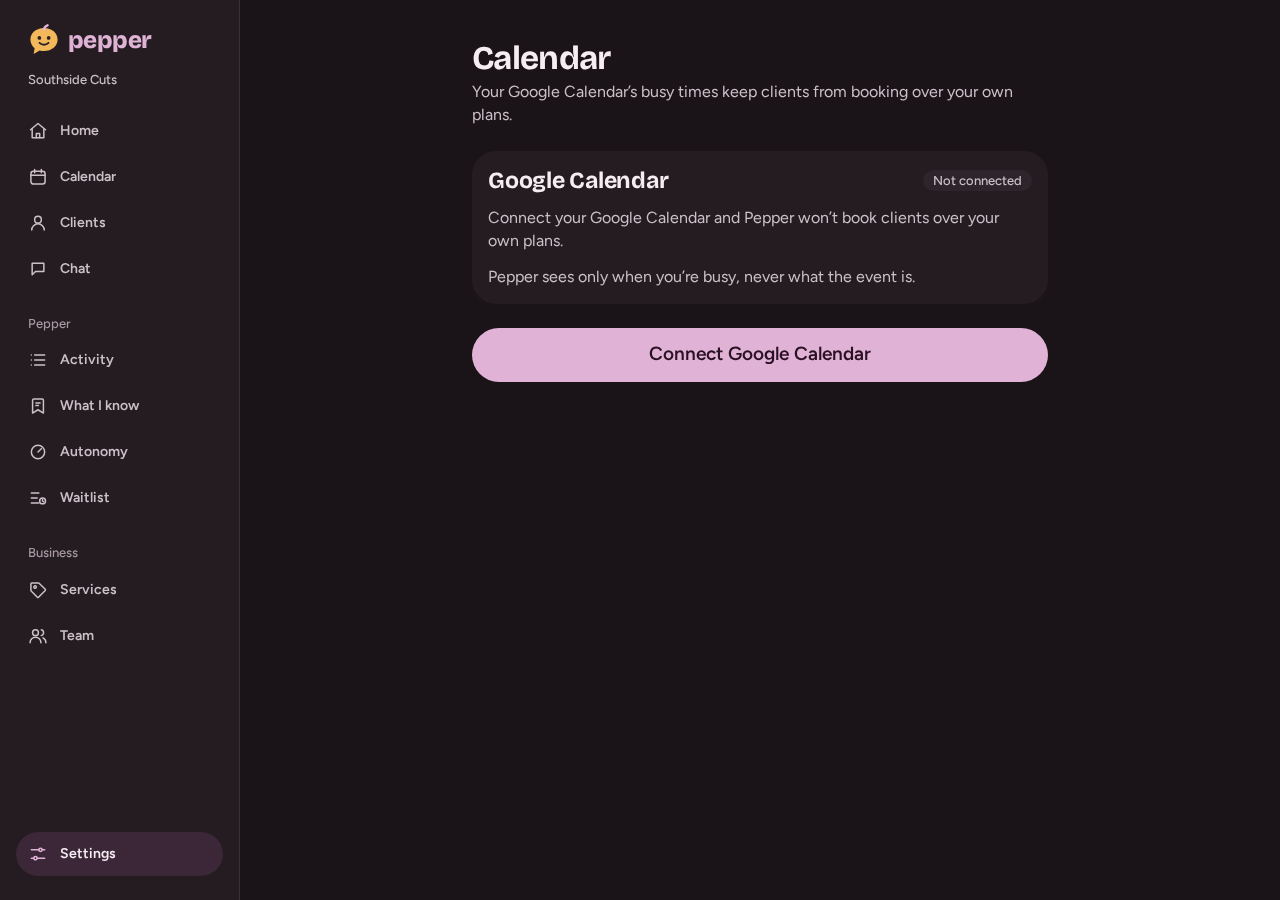 pepper
Southside Cuts
Home
Calendar
Clients
Chat
Pepper
Activity
What I know
Autonomy
Waitlist
Business
Services
Team
Settings
Calendar
Your Google Calendar’s busy times keep clients from booking over your own
plans.
Google Calendar
Not connected
Connect your Google Calendar and Pepper won’t book clients over your
own plans.
Pepper sees only when you’re busy, never what the event is.
Connect Google Calendar